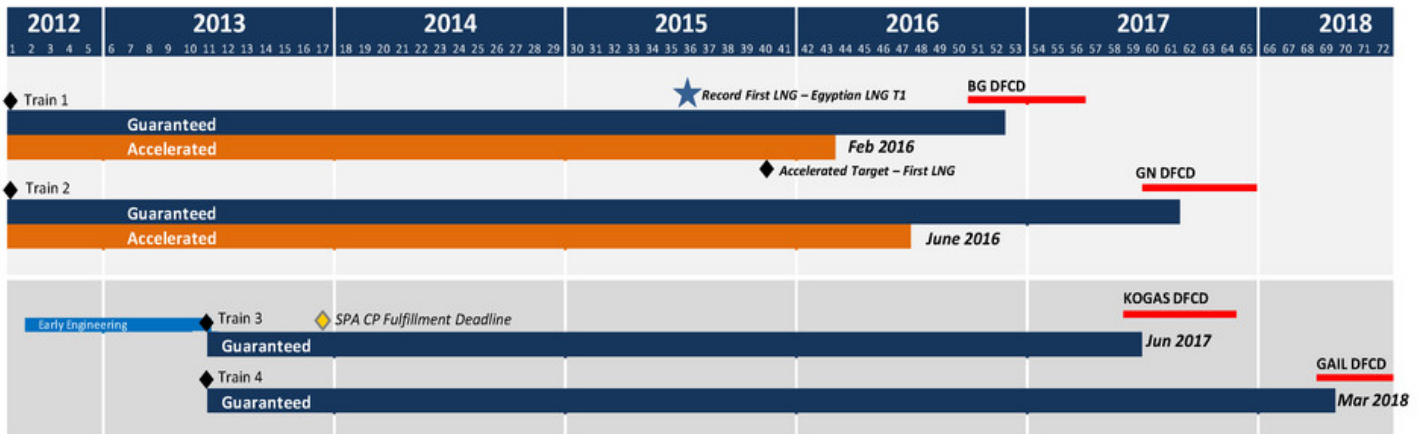 2012 2013 2014 2015 2016 2017 2018
1 2 3 4 5 6 7 8 9 10 11 12 13 14 15 16 17 18 19 20 21 22 23 24 25 26 27 28 29 30 31 32 33 34 35 36 37 38 39 40 41 42 43 44 45 46 47 48 49 50 51 52 53 54 55 56 57 58 59 60 61 62 63 64 65 66 67 68 69 70 71 72
BG DFCD
Train 1
Record First LNG – Egyptian LNG T1
Guaranteed
Accelerated
Feb 2016
Accelerated Target – First LNG
GN DFCD
Train 2
Guaranteed
Accelerated
June 2016
KOGAS DFCD
Early Engineering
Train 3
SPA CP Fulfillment Deadline
Guaranteed
Jun 2017
GAIL DFCD
Train 4
Guaranteed
Mar 2018